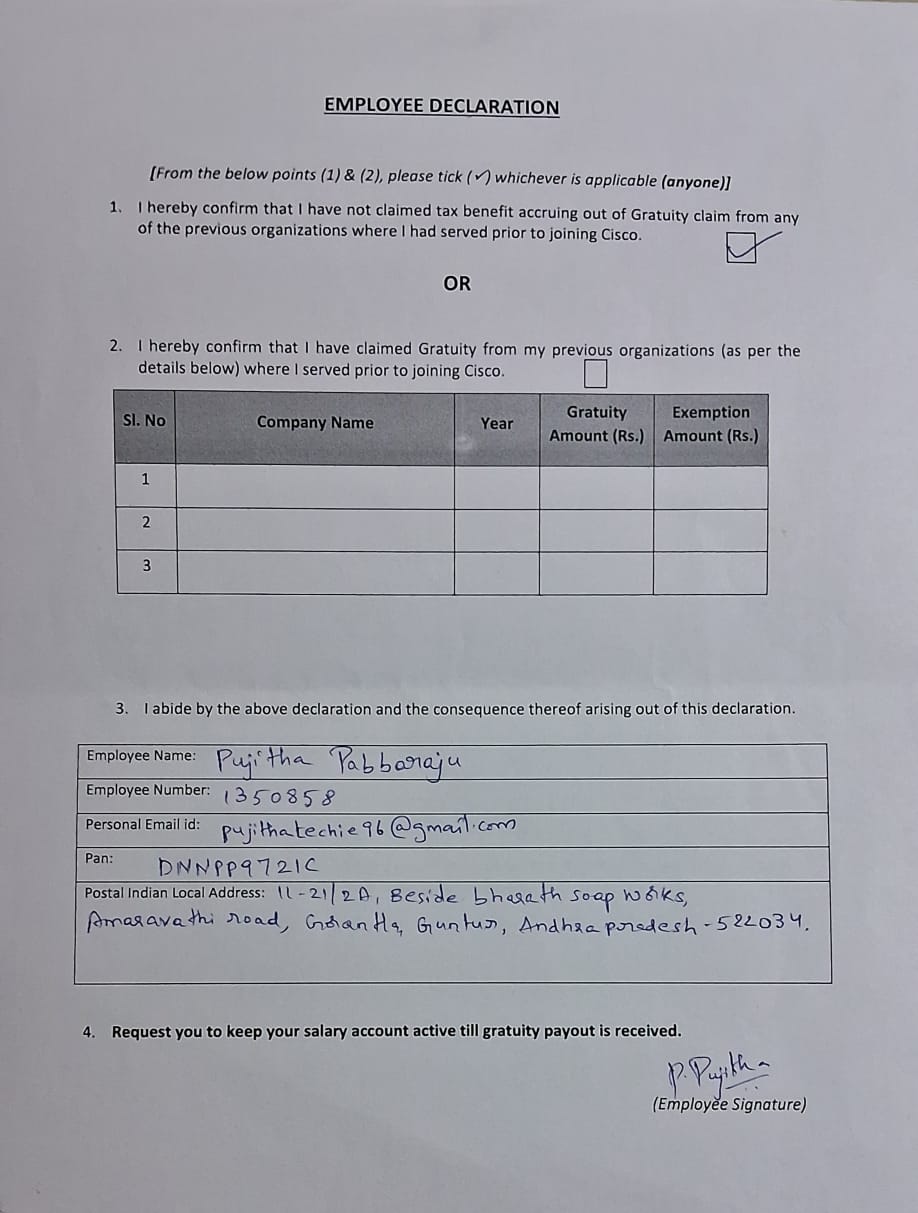 EMPLOYEE DECLARATION
[From the below points (1) & (2), please tick (✓) whichever is applicable (anyone)]
1. I hereby confirm that I have not claimed tax benefit accruing out of Gratuity claim from any
of the previous organizations where I had served prior to joining Cisco.
OR
2. I hereby confirm that I have claimed Gratuity from my previous organizations (as per the
details below) where I served prior to joining Cisco.
Sl. No Company Name Year Gratuity Amount (Rs.) Exemption Amount (Rs.)
1
2
3
3. I abide by the above declaration and the consequence thereof arising out of this declaration.
Employee Name: Pujitha Pabbaraju
Employee Number: 1350858
Personal Email id: pujithatechie96@gmail.com
Pan: DNNPP9721C
Postal Indian Local Address: 11-21/2A, Beside bharath soap works,
Amaravathi road, Gorantla, Guntur, Andhra pradesh - 522034.
4. Request you to keep your salary account active till gratuity payout is received.
P. Pujitha
(Employee Signature)